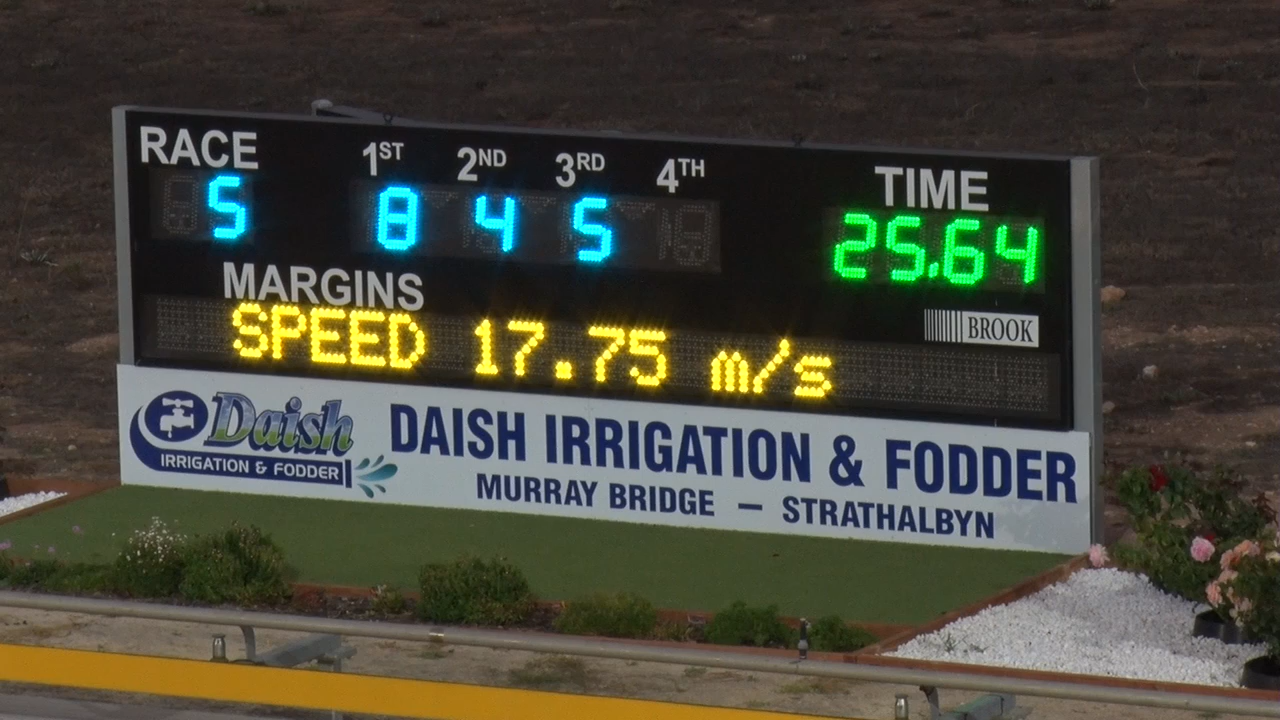 RACE 1ST 2ND 3RD 4TH TIME
5 8 4 5 25.64
MARGINS
BROOK
SPEED 17.75 m/s
Daish
IRRIGATION & FODDER
DAISH IRRIGATION & FODDER
MURRAY BRIDGE – STRATHALBYN